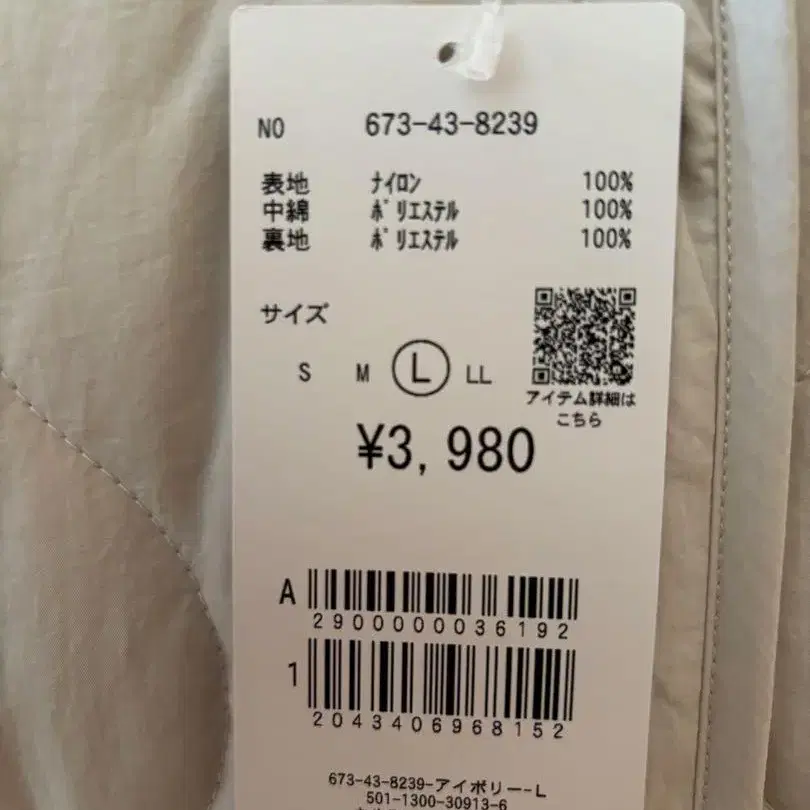 NO 673-43-8239
表地 ナイロン 100%
中綿 ポリエステル 100%
裏地 ポリエステル 100%
サイズ
S M L LL
アイテム詳細は
こちら
¥3,980
A
2900000036192
1
2043406968152
673-43-8239-アイボリー-L
501-1300-30913-6